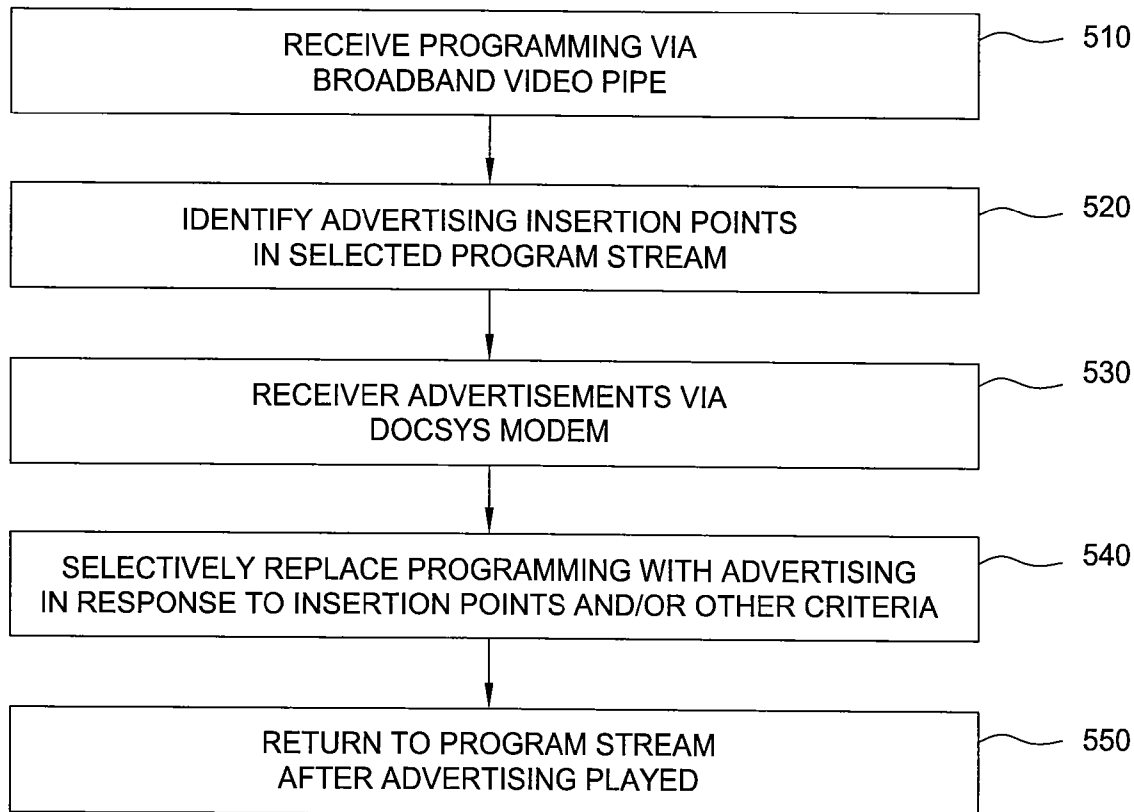 RECEIVE PROGRAMMING VIA
BROADBAND VIDEO PIPE
510
IDENTIFY ADVERTISING INSERTION POINTS
IN SELECTED PROGRAM STREAM
520
RECEIVER ADVERTISEMENTS VIA
DOCSYS MODEM
530
SELECTIVELY REPLACE PROGRAMMING WITH ADVERTISING
IN RESPONSE TO INSERTION POINTS AND/OR OTHER CRITERIA
540
RETURN TO PROGRAM STREAM
AFTER ADVERTISING PLAYED
550